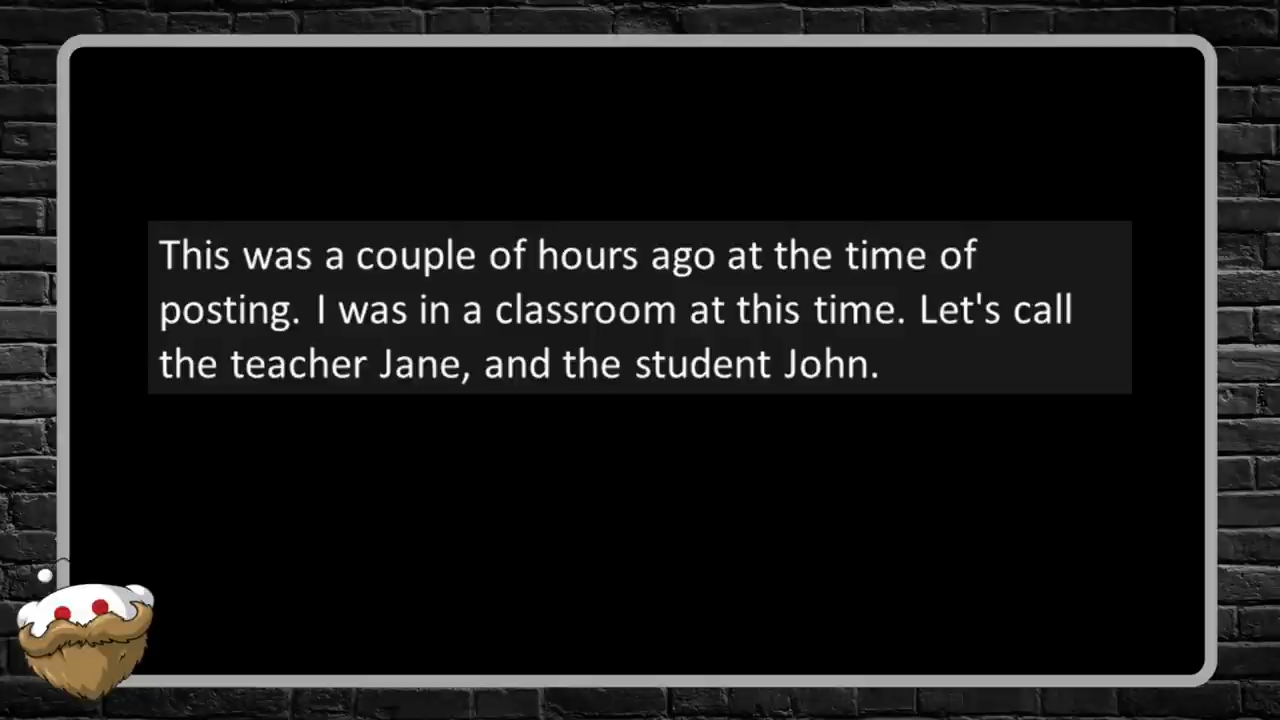 This was a couple of hours ago at the time of
posting. I was in a classroom at this time. Let's call
the teacher Jane, and the student John.